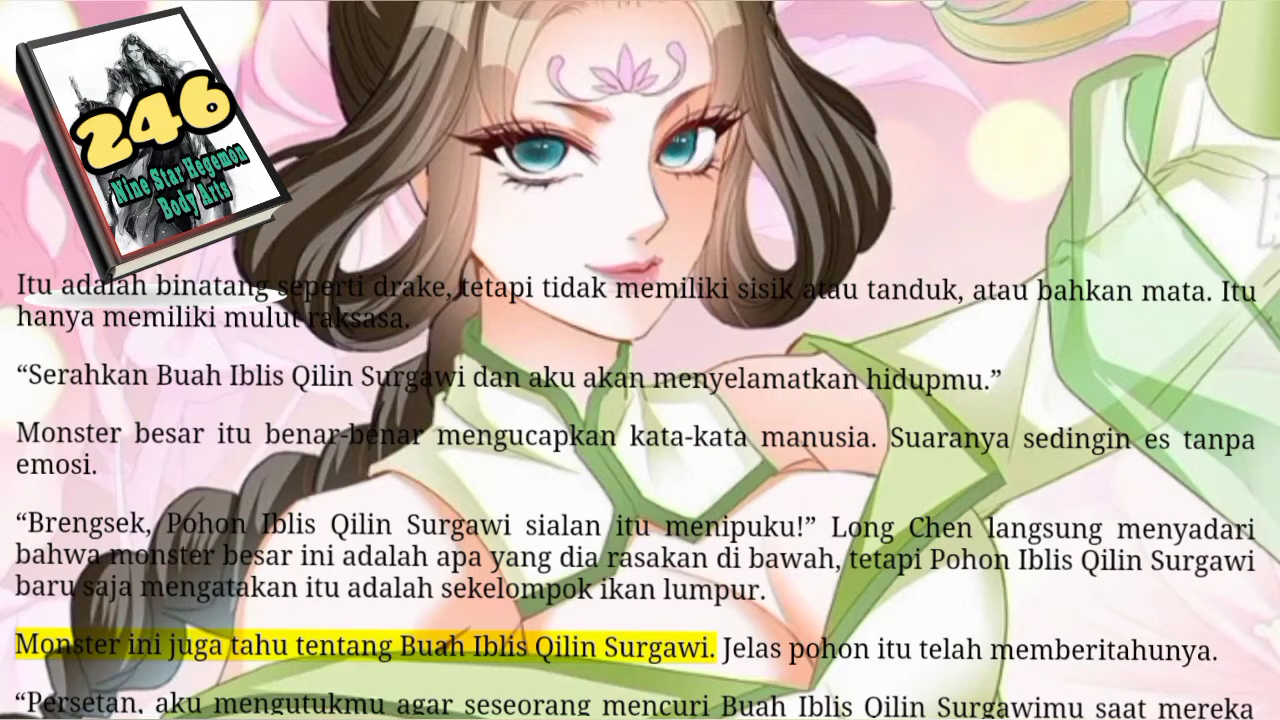 246
Nine Star Hegemon
Body Arts
Itu adalah binatang seperti drake, tetapi tidak memiliki sisik atau tanduk, atau bahkan mata. Itu
hanya memiliki mulut raksasa.
“Serahkan Buah Iblis Qilin Surgawi dan aku akan menyelamatkan hidupmu.”
Monster besar itu benar-benar mengucapkan kata-kata manusia. Suaranya sedingin es tanpa
emosi.
“Brengsek, Pohon Iblis Qilin Surgawi sialan itu menipuku!” Long Chen langsung menyadari
bahwa monster besar ini adalah apa yang dia rasakan di bawah, tetapi Pohon Iblis Qilin Surgawi
baru saja mengatakan itu adalah sekelompok ikan lumpur.
Monster ini juga tahu tentang Buah Iblis Qilin Surgawi. Jelas pohon itu telah memberitahunya.
“Persetan, aku mengutukmu agar seseorang mencuri Buah Iblis Qilin Surgawimu saat mereka